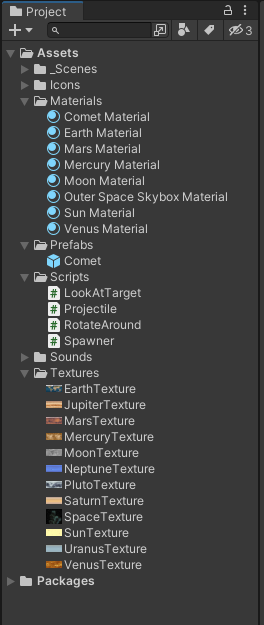 Project
3
Assets
_Scenes
Icons
Materials
Comet Material
Earth Material
Mars Material
Mercury Material
Moon Material
Outer Space Skybox Material
Sun Material
Venus Material
Prefabs
Comet
Scripts
# LookAtTarget
# Projectile
# RotateAround
# Spawner
Sounds
Textures
EarthTexture
JupiterTexture
MarsTexture
MercuryTexture
MoonTexture
NeptuneTexture
PlutoTexture
SaturnTexture
SpaceTexture
SunTexture
UranusTexture
VenusTexture
Packages